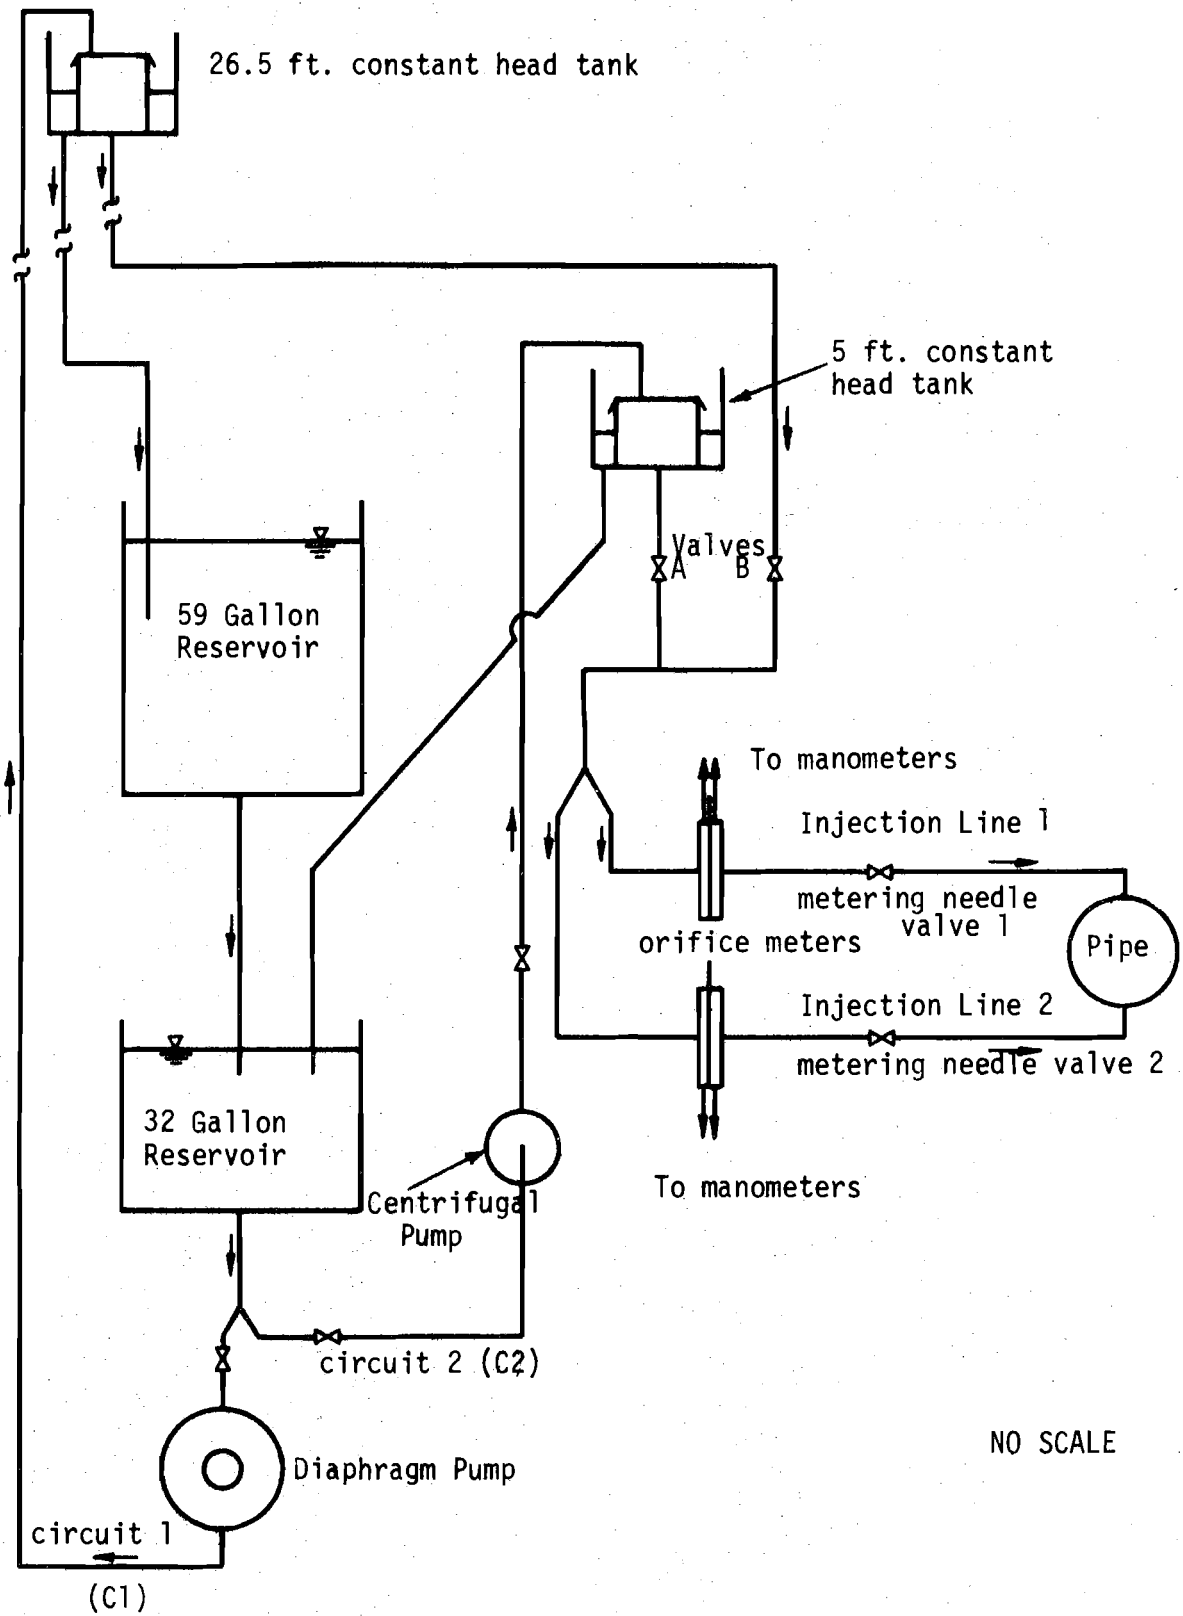 26.5 ft. constant head tank
5 ft. constant
head tank
Valves
A B
59 Gallon
Reservoir
To manometers
Injection Line 1
metering needle
valve 1
orifice meters
Pipe
Injection Line 2
metering needle valve 2
32 Gallon
Reservoir
Centrifugal
Pump
To manometers
circuit 2 (C2)
NO SCALE
Diaphragm Pump
circuit 1
(C1)